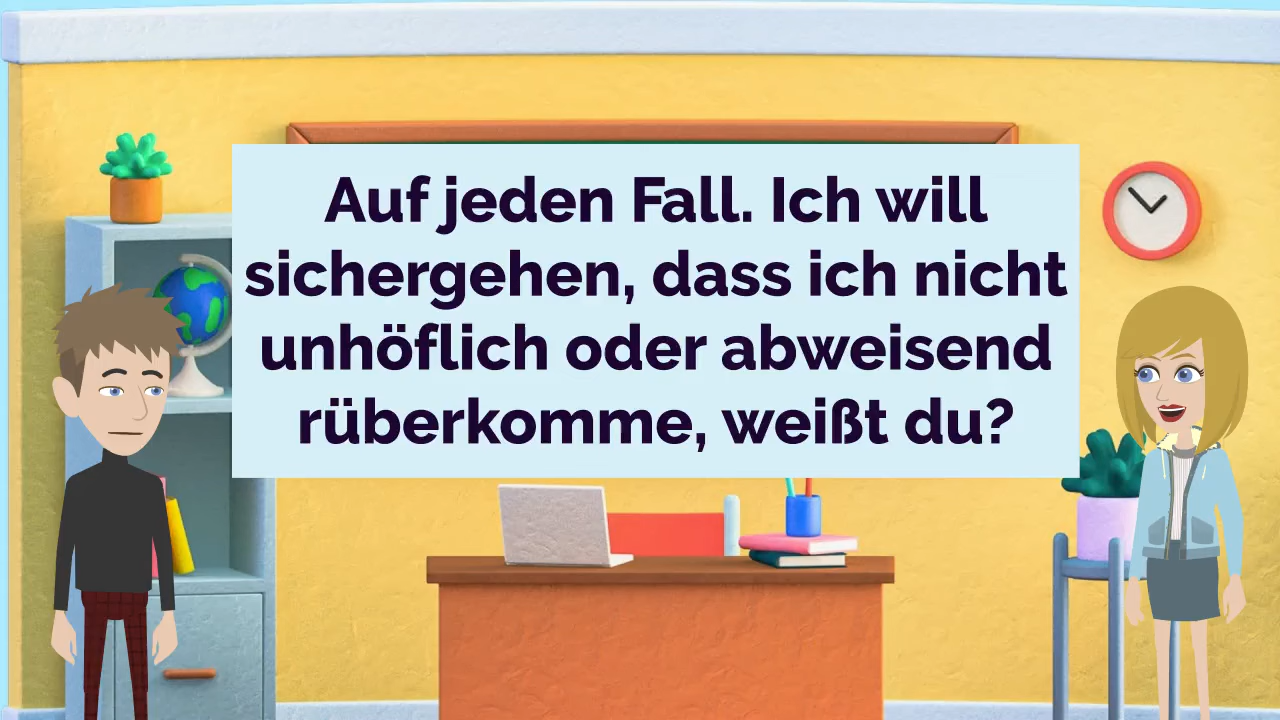 Auf jeden Fall. Ich will
sichergehen, dass ich nicht
unhöflich oder abweisend
rüberkomme, weißt du?